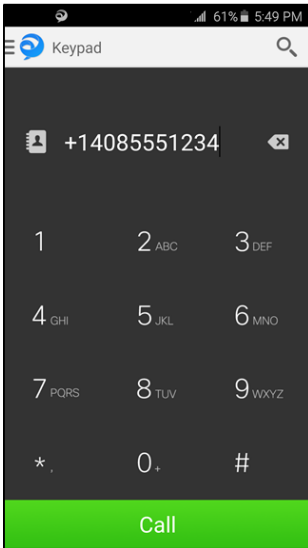 61% 5:49 PM
Keypad
+14085551234
1 2 ABC 3 DEF
4 GHI 5 JKL 6 MNO
7 PQRS 8 TUV 9 WXYZ
* , 0 + #
Call